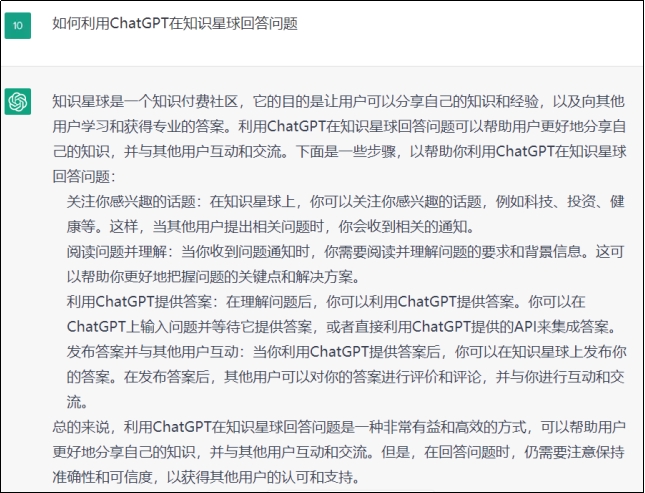 10
如何利用ChatGPT在知识星球回答问题
知识星球是一个知识付费社区，它的目的是让用户可以分享自己的知识和经验，以及向其他
用户学习和获得专业的答案。利用ChatGPT在知识星球回答问题可以帮助用户更好地分享自
己的知识，并与其他用户互动和交流。下面是一些步骤，以帮助你利用ChatGPT在知识星球
回答问题：
关注你感兴趣的话题：在知识星球上，你可以关注你感兴趣的话题，例如科技、投资、健
康等。这样，当其他用户提出相关问题时，你会收到相关的通知。
阅读问题并理解：当你收到问题通知时，你需要阅读并理解问题的要求和背景信息。这可
以帮助你更好地把握问题的关键点和解决方案。
利用ChatGPT提供答案：在理解问题后，你可以利用ChatGPT提供答案。你可以在
ChatGPT上输入问题并等待它提供答案，或者直接利用ChatGPT提供的API来集成答案。
发布答案并与其他用户互动：当你利用ChatGPT提供答案后，你可以在知识星球上发布你
的答案。在发布答案后，其他用户可以对你的答案进行评价和评论，并与你进行互动和交
流。
总的来说，利用ChatGPT在知识星球回答问题是一种非常有益和高效的方式，可以帮助用户
更好地分享自己的知识，并与其他用户互动和交流。但是，在回答问题时，仍需要注意保持
准确性和可信度，以获得其他用户的认可和支持。